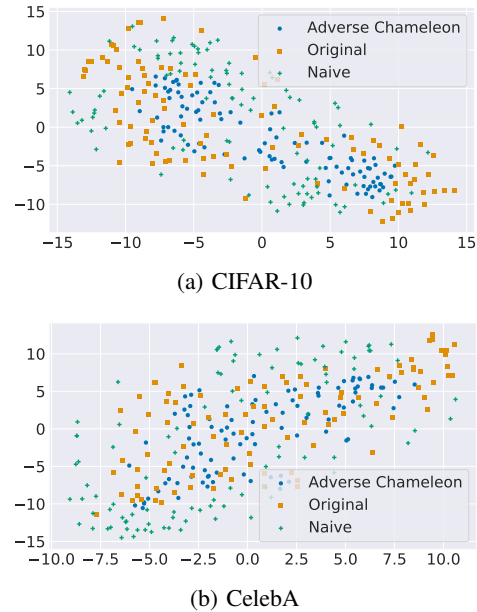 15
10
5
0
−5
−10
Adverse Chameleon
Original
Naive
−15 −10 −5 0 5 10 15
(a) CIFAR-10
10
5
0
−5
−10
−15
Adverse Chameleon
Original
Naive
−10.0 −7.5 −5.0 −2.5 0.0 2.5 5.0 7.5 10.0
(b) CelebA